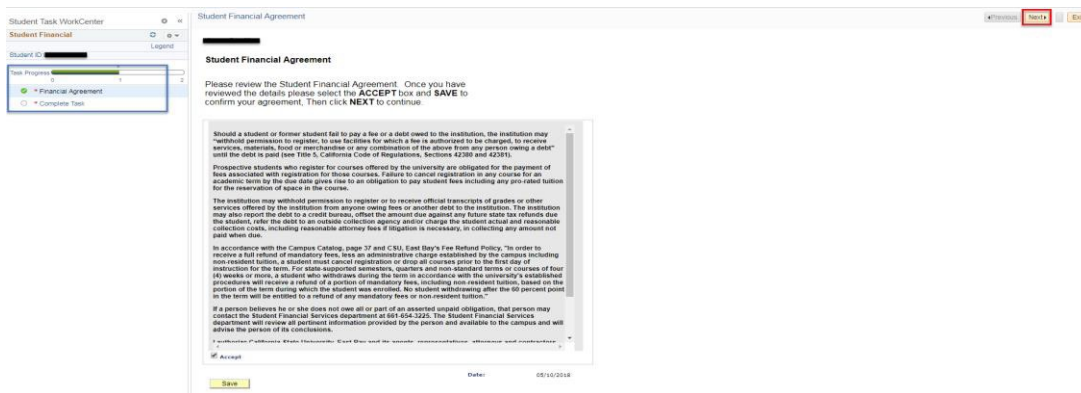 Student Task WorkCenter
Student Financial
Legend
Student ID:
Task Progress
0 1 2
* Financial Agreement
* Complete Task
Student Financial Agreement
Previous Next
Student Financial Agreement
Please review the Student Financial Agreement. Once you have
reviewed the details please select the ACCEPT box and SAVE to
confirm your agreement, Then click NEXT to continue.
Should a student or former student fail to pay a fee or a debt owed to the institution, the institution may
"withhold permission to register, to use facilities for which a fee is authorized to be charged, to receive
services, materials, food or merchandise or any combination of the above from any person owing a debt"
until the debt is paid (see Title 5, California Code of Regulations, Sections 42380 and 42381).
Prospective students who register for courses offered by the university are obligated for the payment of
fees associated with registration for those courses. Failure to cancel registration in any course for an
academic term by the due date gives rise to an obligation to pay student fees including any pro-rated tuition
for the reservation of space in the course.
The institution may withhold permission to register or to receive official transcripts of grades or other
services offered by the institution from anyone owing fees or another debt to the institution. The institution
may also report the debt to a credit bureau, offset the amount due against any future state tax refunds due
the student, refer the debt to an outside collection agency and/or charge the student actual and reasonable
collection costs, including reasonable attorney fees if litigation is necessary, in collecting any amount not
paid when due.
In accordance with the Campus Catalog, page 37 and CSU, East Bay's Fee Refund Policy, "In order to
receive a full refund of mandatory fees, less an administrative charge established by the campus including
non-resident tuition, a student must cancel registration or drop all courses prior to the first day of
instruction for the term. For state-supported semesters, quarters and non-standard terms or courses of four
(4) weeks or more, a student who withdraws during the term in accordance with the university's established
procedures will receive a refund of a portion of mandatory fees, including non resident tuition, based on the
portion of the term during which the student was enrolled. No student withdrawing after the 60 percent point
in the term will be entitled to a refund of any mandatory fees or non-resident tuition."
If a person believes he or she does not owe all or part of an asserted unpaid obligation, that person may
contact the Student Financial Services department at 661-654-3225. The Student Financial Services
department will review all pertinent information provided by the person and available to the campus and will
advise the person of its conclusions.
I authorize California State University, East Bay and its agents, representatives, attorneys and contractors
Accept
Date: 05/10/2018
Save